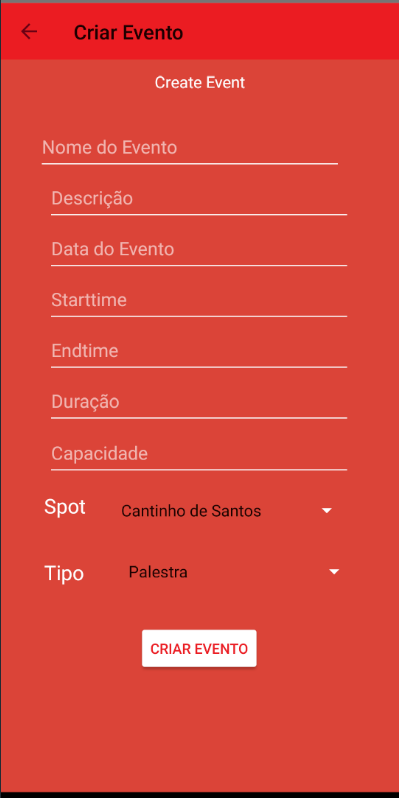 Criar Evento
Create Event
Nome do Evento
Descrição
Data do Evento
Starttime
Endtime
Duração
Capacidade
Spot Cantinho de Santos
Tipo Palestra
CRIAR EVENTO